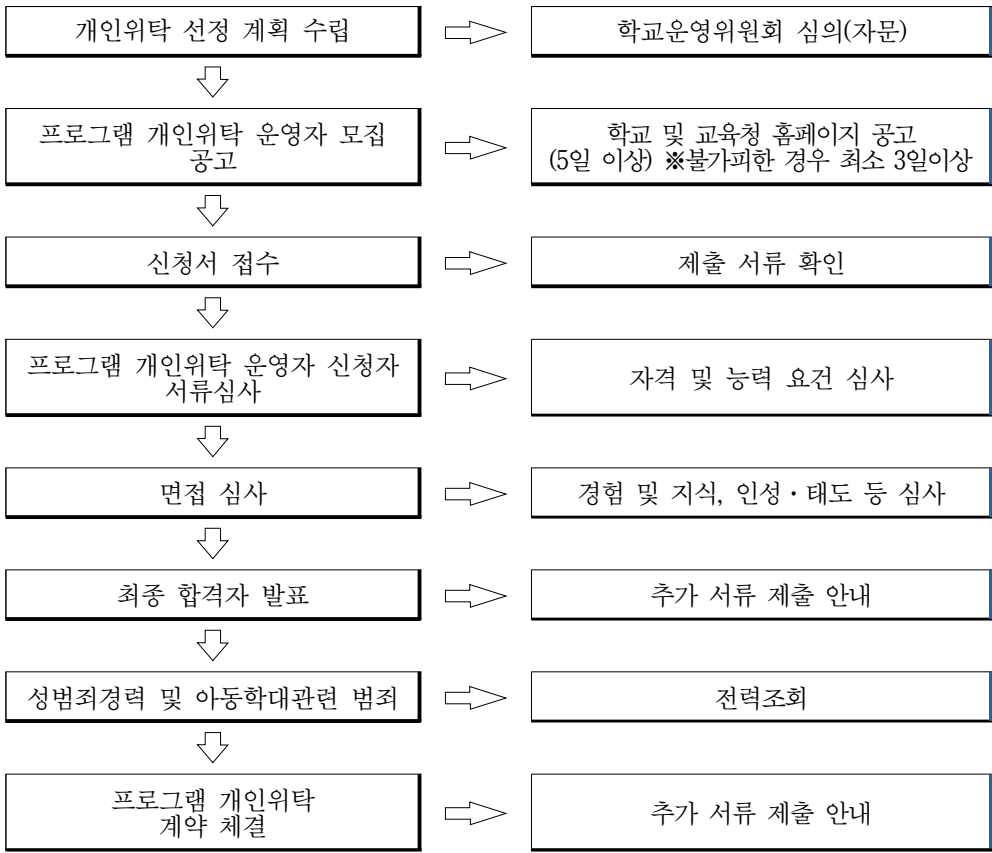 개인위탁 선정 계획 수립
학교운영위원회 심의(자문)
프로그램 개인위탁 운영자 모집
공고
학교 및 교육청 홈페이지 공고
(5일 이상) ※불가피한 경우 최소 3일이상
신청서 접수
제출 서류 확인
프로그램 개인위탁 운영자 신청자
서류심사
자격 및 능력 요건 심사
면접 심사
경험 및 지식, 인성・태도 등 심사
최종 합격자 발표
추가 서류 제출 안내
성범죄경력 및 아동학대관련 범죄
전력조회
프로그램 개인위탁
계약 체결
추가 서류 제출 안내